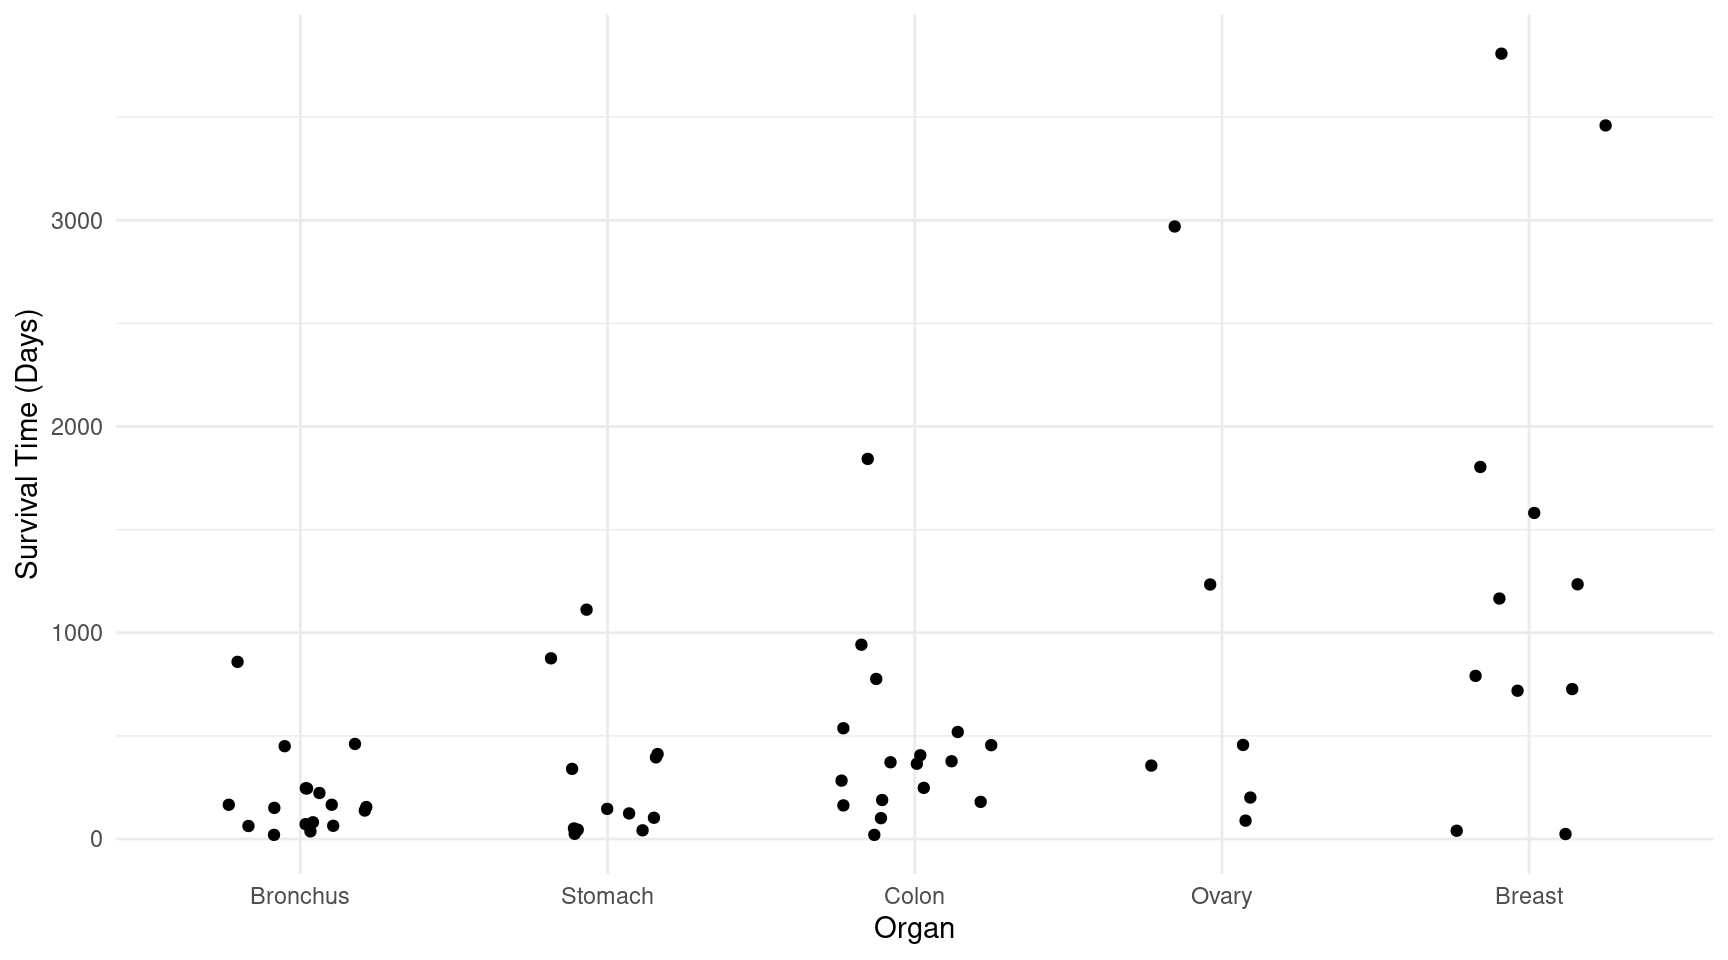 Survival Time (Days)
3000
2000
1000
0
Bronchus
Stomach
Colon
Ovary
Breast
Organ